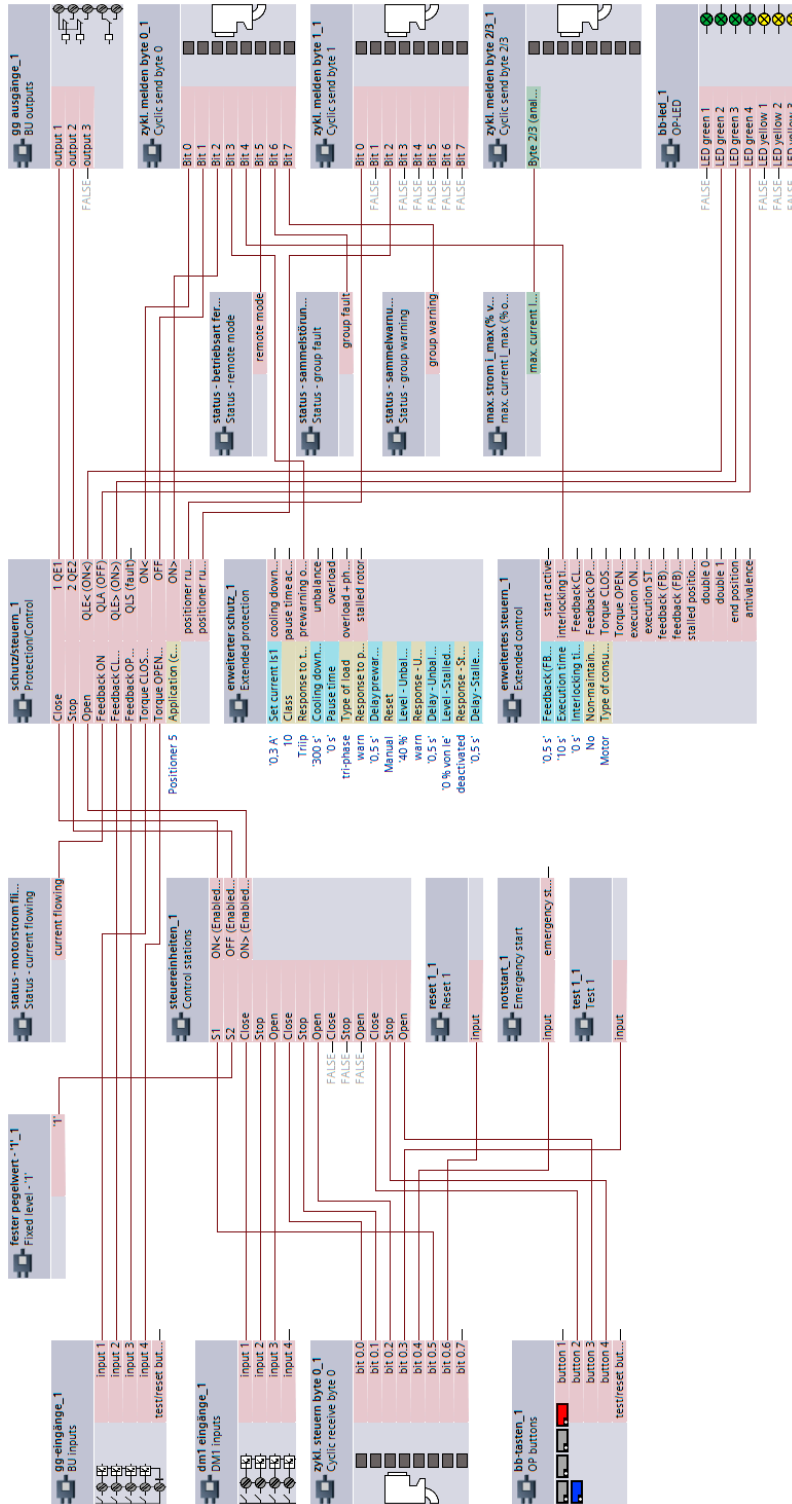 gg-eingänge_1
BU inputs
input 1
input 2
input 3
input 4
test/reset but...
dm1 eingänge_1
DM1 inputs
input 1
input 2
input 3
input 4
zykl. steuern byte 0_1
Cyclic receive byte 0
bit 0.0
bit 0.1
bit 0.2
bit 0.3
bit 0.4
bit 0.5
bit 0.6
bit 0.7
bb-tasten_1
OP buttons
button 1
button 2
button 3
button 4
test/reset but...
fester pegelwert - '1'_1
Fixed level - '1'
'1'
status - motorstrom fli...
Status - current flowing
current flowing
steuereinheiten_1
Control stations
S1
ON< (Enabled...
S2
OFF (Enabled...
Close
ON> (Enabled...
Stop
Open
Close
Stop
Open
FALSE
Close
FALSE
Stop
FALSE
Open
Close
Stop
Open
reset 1_1
Reset 1
input
notstart_1
Emergency start
input
emergency st...
test 1_1
Test 1
input
schutz/steuern_1
Protection/Control
Close
1 QE1
Stop
2 QE2
Open
QLE< (ON<)
Feedback ON
QLA (OFF)
Feedback CL...
QLE> (ON>)
Feedback OP...
QLS (fault)
Torque CLOS...
ON<
Torque OPEN...
OFF
Positioner 5
Application (c...
ON>
positioner ru...
positioner ru...
erweiterter schutz_1
Extended protection
'0,3 A'
Set current Is1
cooling down...
10
Class
pause time ac...
Triip
Response to t...
prewarning o...
'300 s'
Cooling down...
unbalance
'0 s'
Pause time
overload
tri-phase
Type of load
overload + ph...
warn
Response to p...
stalled rotor
'0,5 s'
Delay prewar...
Manual
Reset
'40 %'
Level - Unbal...
warn
Response - U...
'0,5 s'
Delay - Unbal...
'0 % von Ie'
Level - Stalled...
deactivated
Response - St...
'0,5 s'
Delay - Stalle...
erweitertes steuern_1
Extended control
'0,5 s'
Feedback (FB...
start active
'10 s'
Execution time
interlocking ti...
'0 s'
Interlocking ti...
Feedback CL...
No
Non-maintain...
Feedback OP...
Motor
Type of consu...
Torque CLOS...
Torque OPEN...
execution ON...
execution ST...
feedback (FB)...
feedback (FB)...
stalled positio...
double 0
double 1
end position
antivalence
status - betriebsart fer...
Status - remote mode
remote mode
status - sammelstörun...
Status - group fault
group fault
status - sammelwarnu...
Status - group warning
group warning
max. strom i_max (% v...
max. current I_max (% o...
max. current I...
gg ausgänge_1
BU outputs
output 1
output 2
FALSE
output 3
zykl. melden byte 0_1
Cyclic send byte 0
Bit 0
Bit 1
Bit 2
Bit 3
Bit 4
Bit 5
Bit 6
Bit 7
zykl. melden byte 1_1
Cyclic send byte 1
Bit 0
FALSE
Bit 1
Bit 2
FALSE
Bit 3
FALSE
Bit 4
FALSE
Bit 5
FALSE
Bit 6
FALSE
Bit 7
zykl. melden byte 2/3_1
Cyclic send byte 2/3
Byte 2/3 (anal...
bb-led_1
OP-LED
FALSE
LED green 1
LED green 2
LED green 3
LED green 4
FALSE
LED yellow 1
FALSE
LED yellow 2
FALSE
LED yellow 3